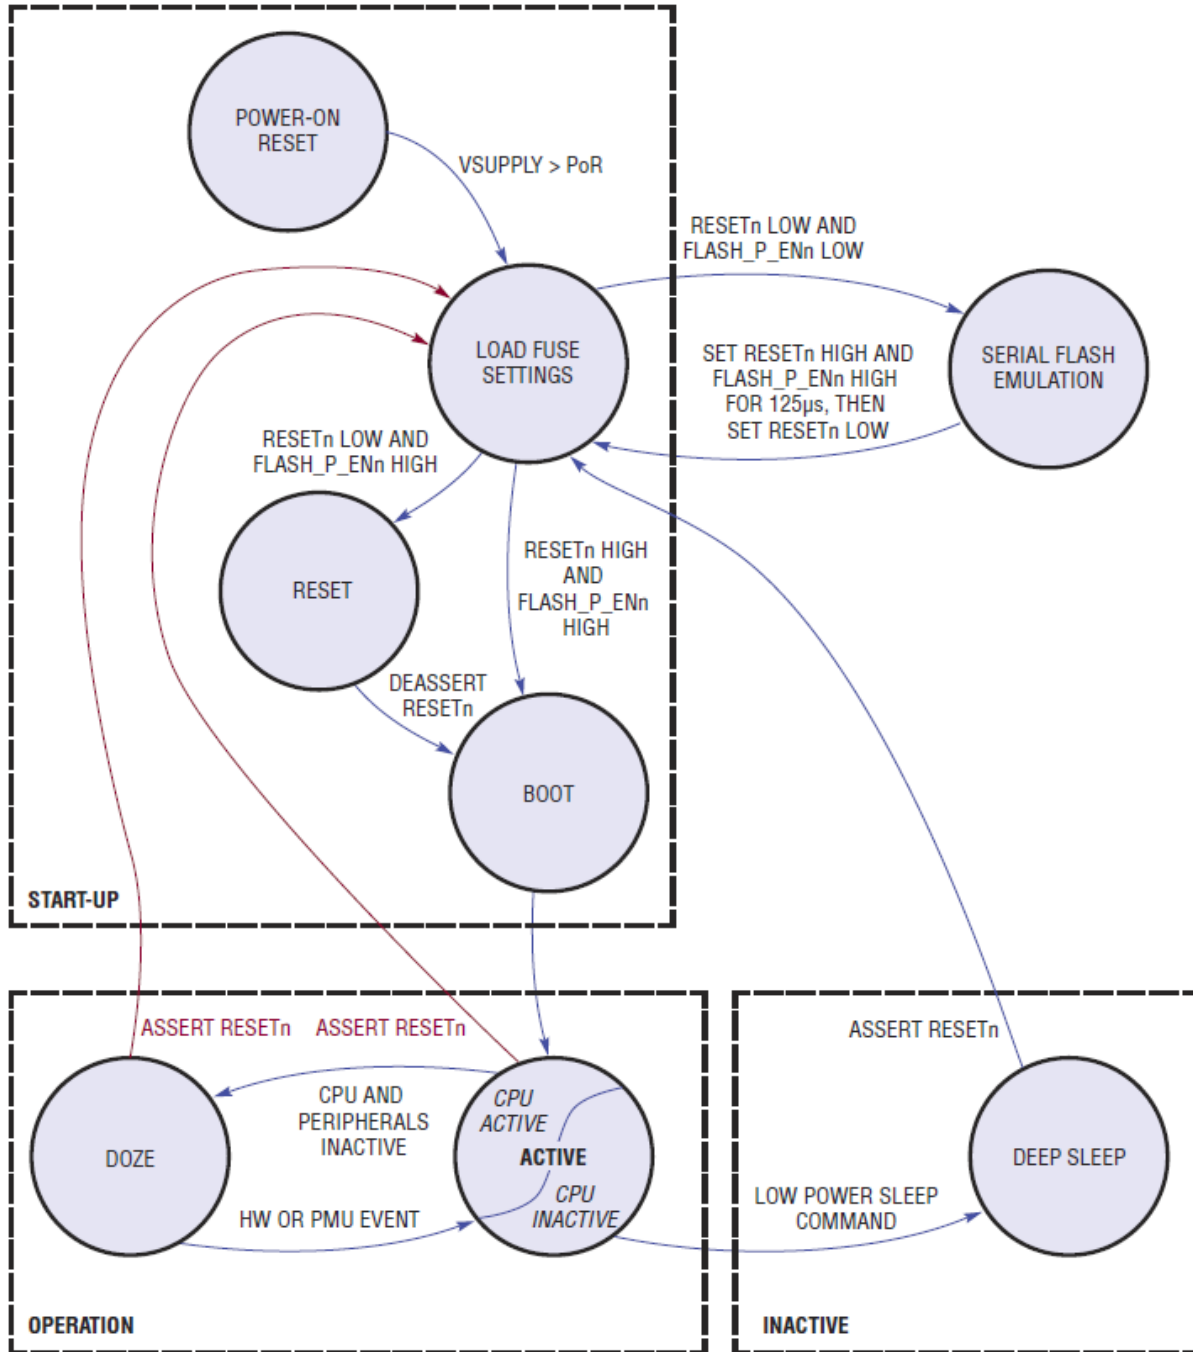 POWER-ON
RESET
VSUPPLY > PoR
RESETn LOW AND
FLASH_P_ENn LOW
LOAD FUSE
SETTINGS
SET RESETn HIGH AND
FLASH_P_ENn HIGH
FOR 125µs, THEN
SET RESETn LOW
SERIAL FLASH
EMULATION
RESETn LOW AND
FLASH_P_ENn HIGH
RESET
RESETn HIGH
AND
FLASH_P_ENn
HIGH
DEASSERT
RESETn
BOOT
START-UP
ASSERT RESETn
ASSERT RESETn
ASSERT RESETn
CPU AND
PERIPHERALS
INACTIVE
DOZE
CPU
ACTIVE
ACTIVE
CPU
INACTIVE
HW OR PMU EVENT
LOW POWER SLEEP
COMMAND
DEEP SLEEP
OPERATION
INACTIVE